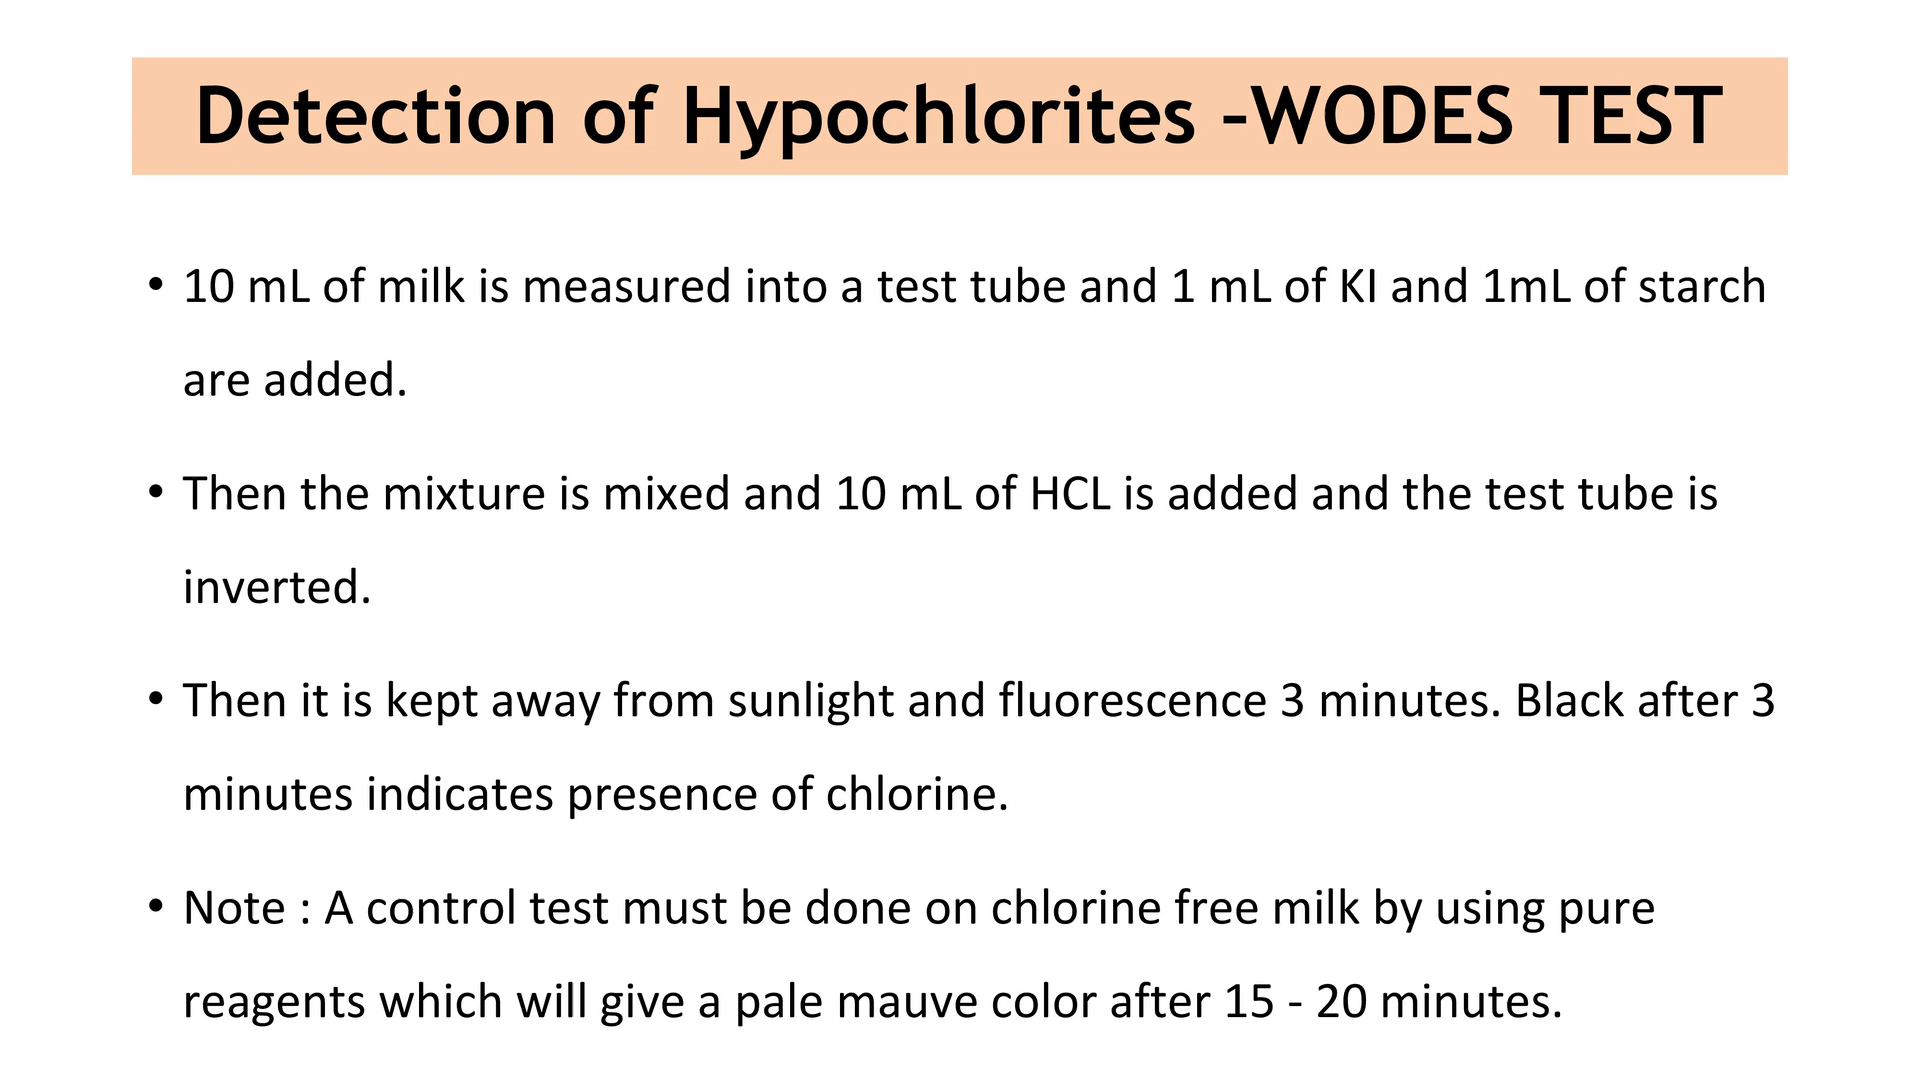 Detection of Hypochlorites –WODES TEST
• 10 mL of milk is measured into a test tube and 1 mL of KI and 1mL of starch
are added.
• Then the mixture is mixed and 10 mL of HCL is added and the test tube is
inverted.
• Then it is kept away from sunlight and fluorescence 3 minutes. Black after 3
minutes indicates presence of chlorine.
• Note : A control test must be done on chlorine free milk by using pure
reagents which will give a pale mauve color after 15 - 20 minutes.